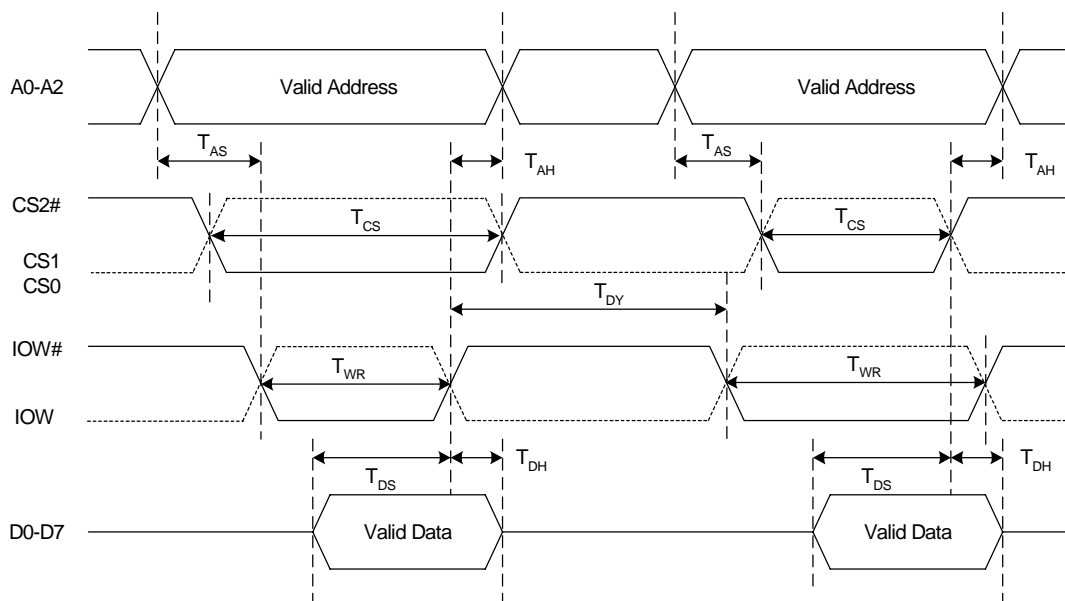 A0-A2
Valid Address
Valid Address
TAS
TAH
TAS
TAH
CS2#
TCS
TCS
CS1
CS0
TDY
IOW#
TWR
TWR
IOW
TDS
TDH
TDS
TDH
D0-D7
Valid Data
Valid Data